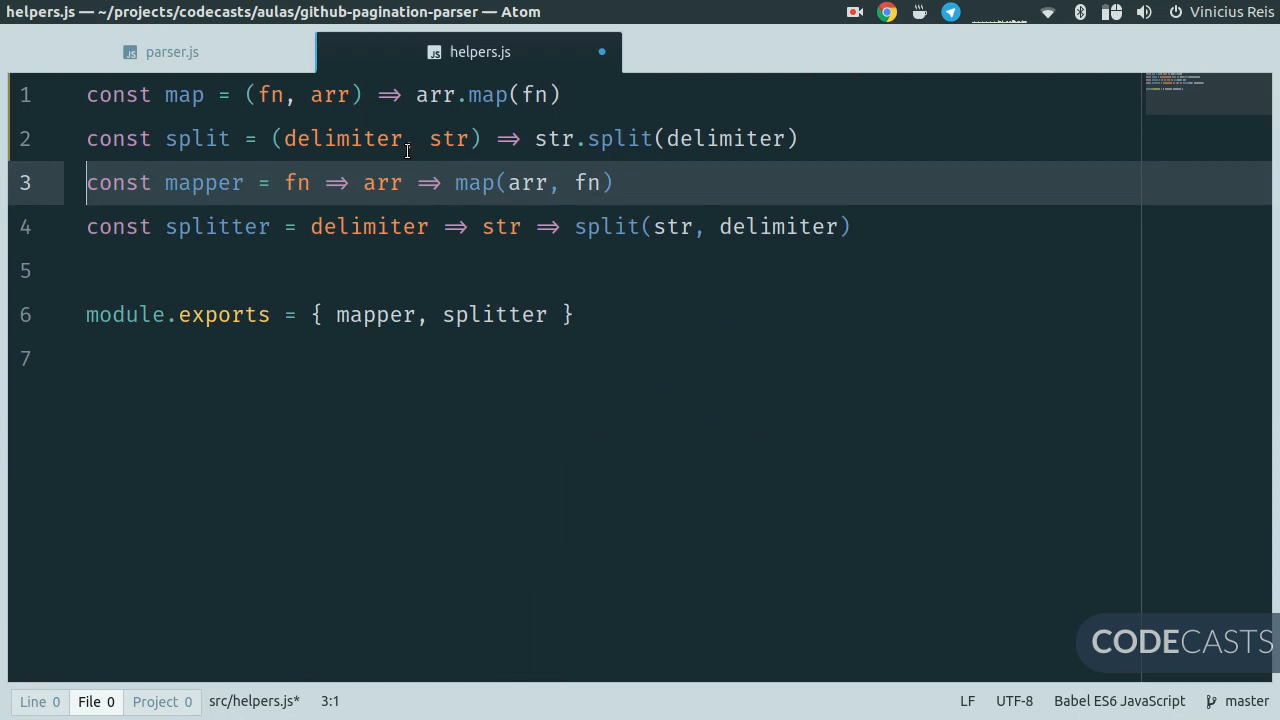 helpers.js — ~/projects/codecasts/aulas/github-pagination-parser — Atom
Vinicius Reis
parser.js
helpers.js
1 const map = (fn, arr) => arr.map(fn)
2 const split = (delimiter, str) => str.split(delimiter)
3 const mapper = fn => arr => map(arr, fn)
4 const splitter = delimiter => str => split(str, delimiter)
5
6 module.exports = { mapper, splitter }
7
CODECASTS
Line 0 File 0 Project 0 src/helpers.js* 3:1 LF UTF-8 Babel ES6 JavaScript master